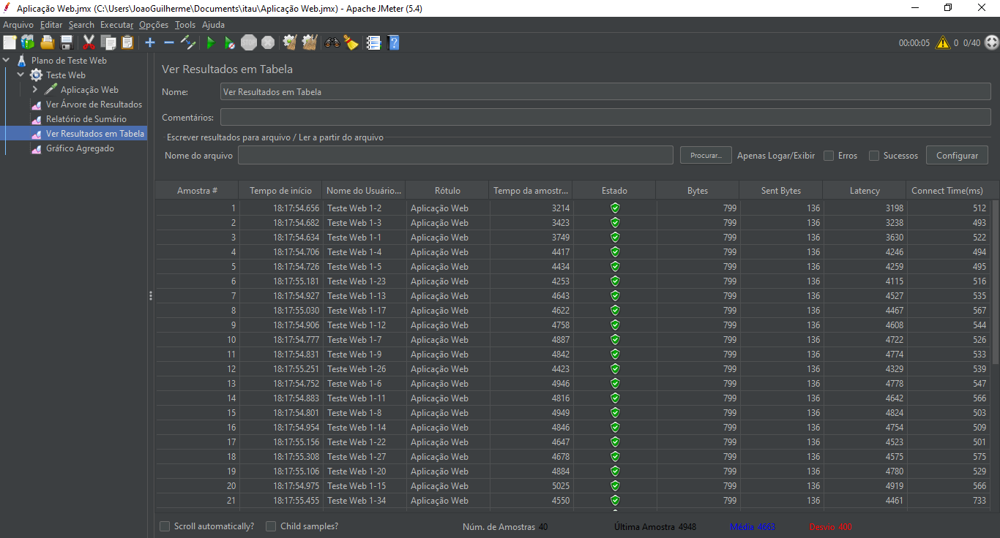 Aplicação Web.jmx (C:\Users\JoaoGuilherme\Documents\itau\Aplicação Web.jmx) - Apache JMeter (5.4)
Arquivo Editar Search Executar Opções Tools Ajuda
00:00:05 0 0/40
Plano de Teste Web
Teste Web
Aplicação Web
Ver Árvore de Resultados
Relatório de Sumário
Ver Resultados em Tabela
Gráfico Agregado
Ver Resultados em Tabela
Nome: Ver Resultados em Tabela
Comentários:
Escrever resultados para arquivo / Ler a partir do arquivo
Nome do arquivo Procurar... Apenas Logar/Exibir Erros Sucessos Configurar
Amostra # Tempo de início Nome do Usuário... Rótulo Tempo da amostr... Estado Bytes Sent Bytes Latency Connect Time(ms)
1 18:17:54.656 Teste Web 1-2 Aplicação Web 3214 799 136 3198 512
2 18:17:54.682 Teste Web 1-3 Aplicação Web 3423 799 136 3238 493
3 18:17:54.634 Teste Web 1-1 Aplicação Web 3749 799 136 3630 522
4 18:17:54.706 Teste Web 1-4 Aplicação Web 4417 799 136 4246 494
5 18:17:54.726 Teste Web 1-5 Aplicação Web 4434 799 136 4259 495
6 18:17:55.181 Teste Web 1-23 Aplicação Web 4253 799 136 4115 516
7 18:17:54.927 Teste Web 1-13 Aplicação Web 4643 799 136 4527 535
8 18:17:55.030 Teste Web 1-17 Aplicação Web 4622 799 136 4467 567
9 18:17:54.906 Teste Web 1-12 Aplicação Web 4758 799 136 4608 544
10 18:17:54.777 Teste Web 1-7 Aplicação Web 4887 799 136 4722 526
11 18:17:54.831 Teste Web 1-9 Aplicação Web 4842 799 136 4774 533
12 18:17:55.251 Teste Web 1-26 Aplicação Web 4423 799 136 4329 539
13 18:17:54.752 Teste Web 1-6 Aplicação Web 4946 799 136 4778 547
14 18:17:54.883 Teste Web 1-11 Aplicação Web 4816 799 136 4642 566
15 18:17:54.801 Teste Web 1-8 Aplicação Web 4949 799 136 4824 503
16 18:17:54.954 Teste Web 1-14 Aplicação Web 4846 799 136 4754 509
17 18:17:55.156 Teste Web 1-22 Aplicação Web 4647 799 136 4523 501
18 18:17:55.308 Teste Web 1-27 Aplicação Web 4678 799 136 4575 575
19 18:17:55.106 Teste Web 1-20 Aplicação Web 4884 799 136 4780 529
20 18:17:54.975 Teste Web 1-15 Aplicação Web 5025 799 136 4919 566
21 18:17:55.455 Teste Web 1-34 Aplicação Web 4550 799 136 4461 733
Scroll automatically? Child samples? Núm. de Amostras 40 Última Amostra 4948 Média 4663 Desvio 400